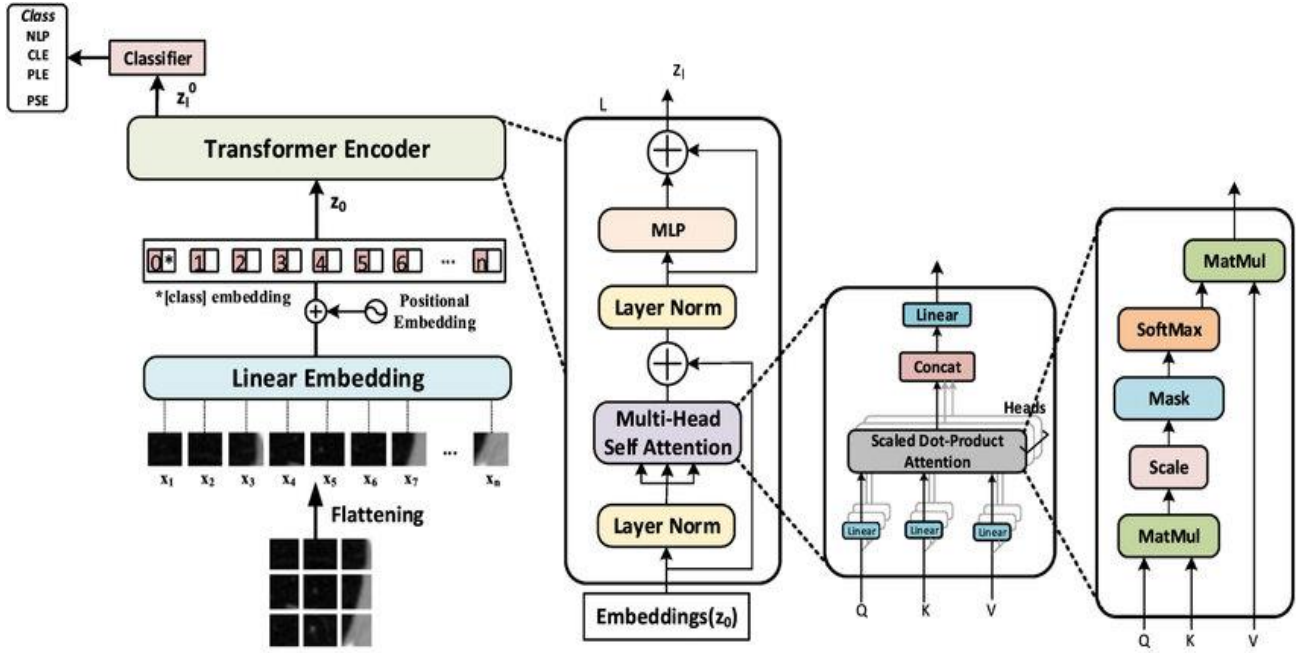 Class
NLP
CLE
PLE
PSE
Classifier
z_l^0
Transformer Encoder
z_0
0* 1 2 3 4 5 6 ... n
*[class] embedding
Positional
Embedding
Linear Embedding
...
x_1 x_2 x_3 x_4 x_5 x_6 x_7 x_n
Flattening
z_l
L
MLP
Layer Norm
Multi-Head
Self Attention
Layer Norm
Embeddings(z_0)
Linear
Concat
Heads
Scaled Dot-Product
Attention
Linear Linear Linear
Q K V
MatMul
SoftMax
Mask
Scale
MatMul
Q K V